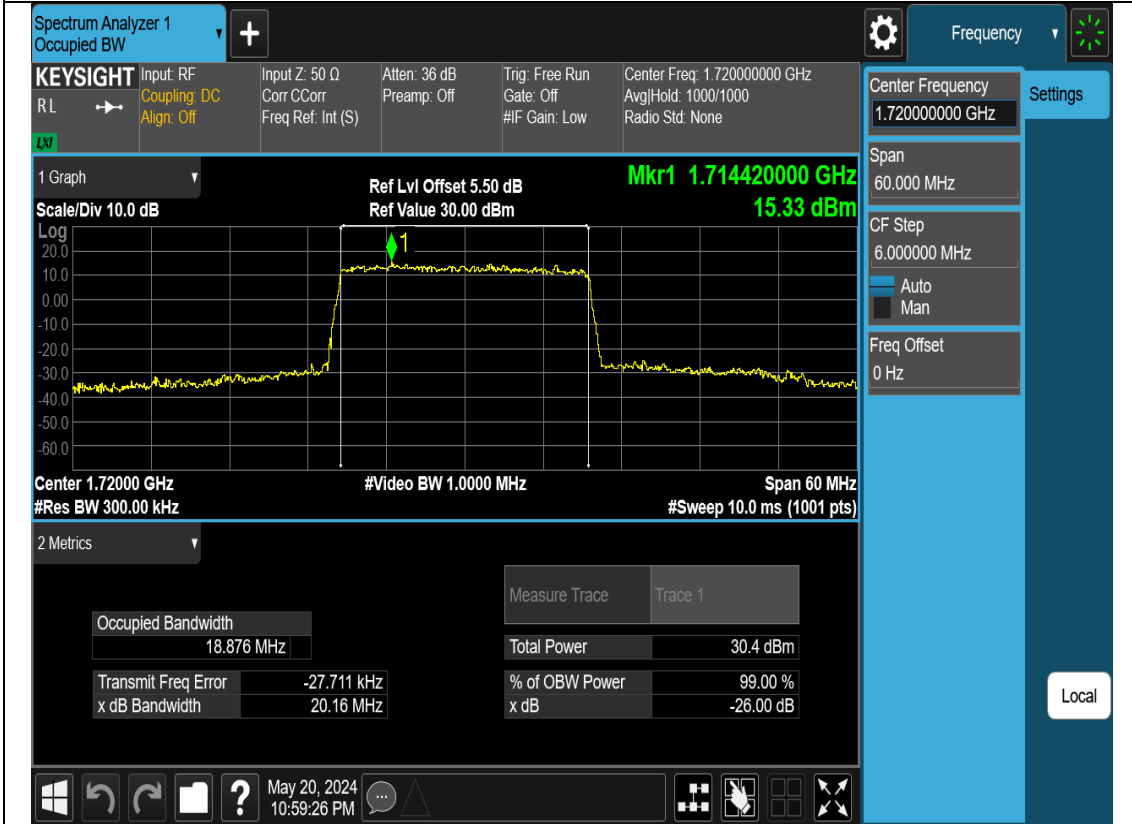 Spectrum Analyzer 1
Occupied BW
+
Frequency
KEYSIGHT
RL
LXI
Input: RF
Coupling: DC
Align: Off
Input Z: 50 Ω
Corr CCorr
Freq Ref: Int (S)
Atten: 36 dB
Preamp: Off
Trig: Free Run
Gate: Off
#IF Gain: Low
Center Freq: 1.720000000 GHz
Avg|Hold: 1000/1000
Radio Std: None
Center Frequency
1.720000000 GHz
Settings
Span
60.000 MHz
CF Step
6.000000 MHz
Auto
Man
Freq Offset
0 Hz
Local
1 Graph
Scale/Div 10.0 dB
Ref Lvl Offset 5.50 dB
Ref Value 30.00 dBm
Mkr1 1.714420000 GHz
15.33 dBm
Log
1
20.0
10.0
0.00
-10.0
-20.0
-30.0
-40.0
-50.0
-60.0
Center 1.72000 GHz
#Video BW 1.0000 MHz
Span 60 MHz
#Res BW 300.00 kHz
#Sweep 10.0 ms (1001 pts)
2 Metrics
Measure Trace Trace 1
Occupied Bandwidth
18.876 MHz
Total Power 30.4 dBm
Transmit Freq Error -27.711 kHz
% of OBW Power 99.00 %
x dB Bandwidth 20.16 MHz
x dB -26.00 dB
?
May 20, 2024
10:59:26 PM